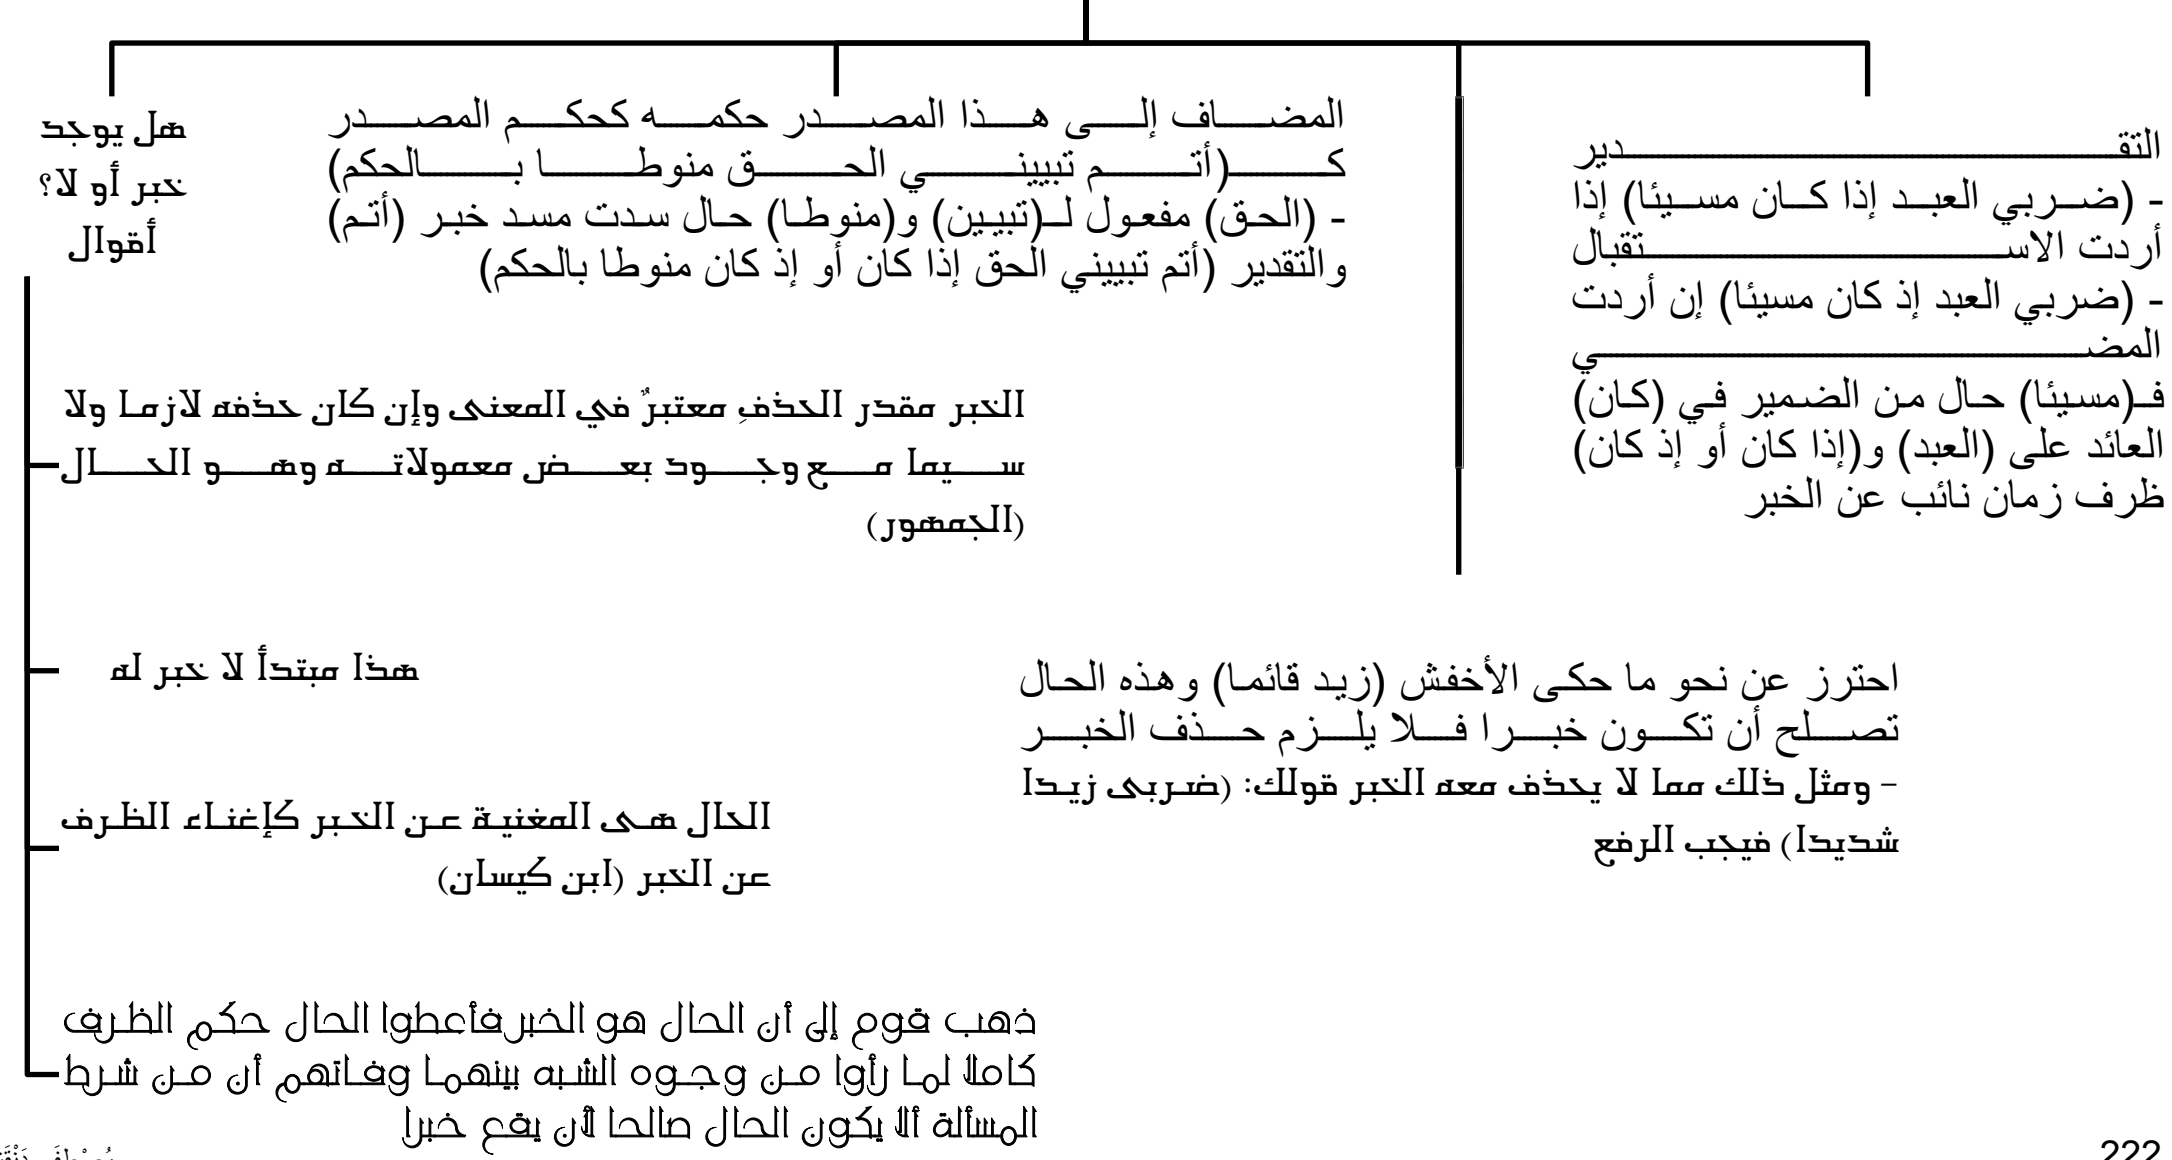 التقدير
- (ضربي العبد إذا كان مسيئا) إذا
أردت الاستقبال
- (ضربي العبد إذ كان مسيئا) إن أردت
المضي
فـ(مسيئا) حال من الضمير في (كان)
العائد على (العبد) و(إذا كان أو إذ كان)
ظرف زمان نائب عن الخبر
احترز عن نحو ما حكى الأخفش (زيد قائما) وهذه الحال
تصلح أن تكون خبرا فلا يلزم حذف الخبر
- ومثل ذلك مما لا يحذف معه الخبر قولك: (ضربى زيدا
شديدا) فيجب الرفع
المضاف إلى هذا المصدر حكمه كحكم المصدر
كـ(أتم تبييني الحق منوطا بالحكم)
- (الحق) مفعول لـ(تبيين) و(منوطا) حال سدت مسد خبر (أتم)
والتقدير (أتم تبييني الحق إذا كان أو إذ كان منوطا بالحكم)
هل يوجد
خبر أو لا؟
أقوال
الخبر مقدر الحذفِ معتبرٌ في المعنى وإن كان حذفه لازما ولا
سيما مع وجود بعض معمولاته وهو الحال
(الجمهور)
هذا مبتدأ لا خبر له
الحال هى المغنية عن الخبر كإغناء الظرف
عن الخبر (ابن كيسان)
ذهب قوم إلى أن الحال هو الخبر فأعطوا الحال حكم الظرف
كاملا لما رأوا من وجوه الشبه بينهما وفاتهم أن من شرط
المسألة ألا يكون الحال صالحا لأن يقع خبرا
222